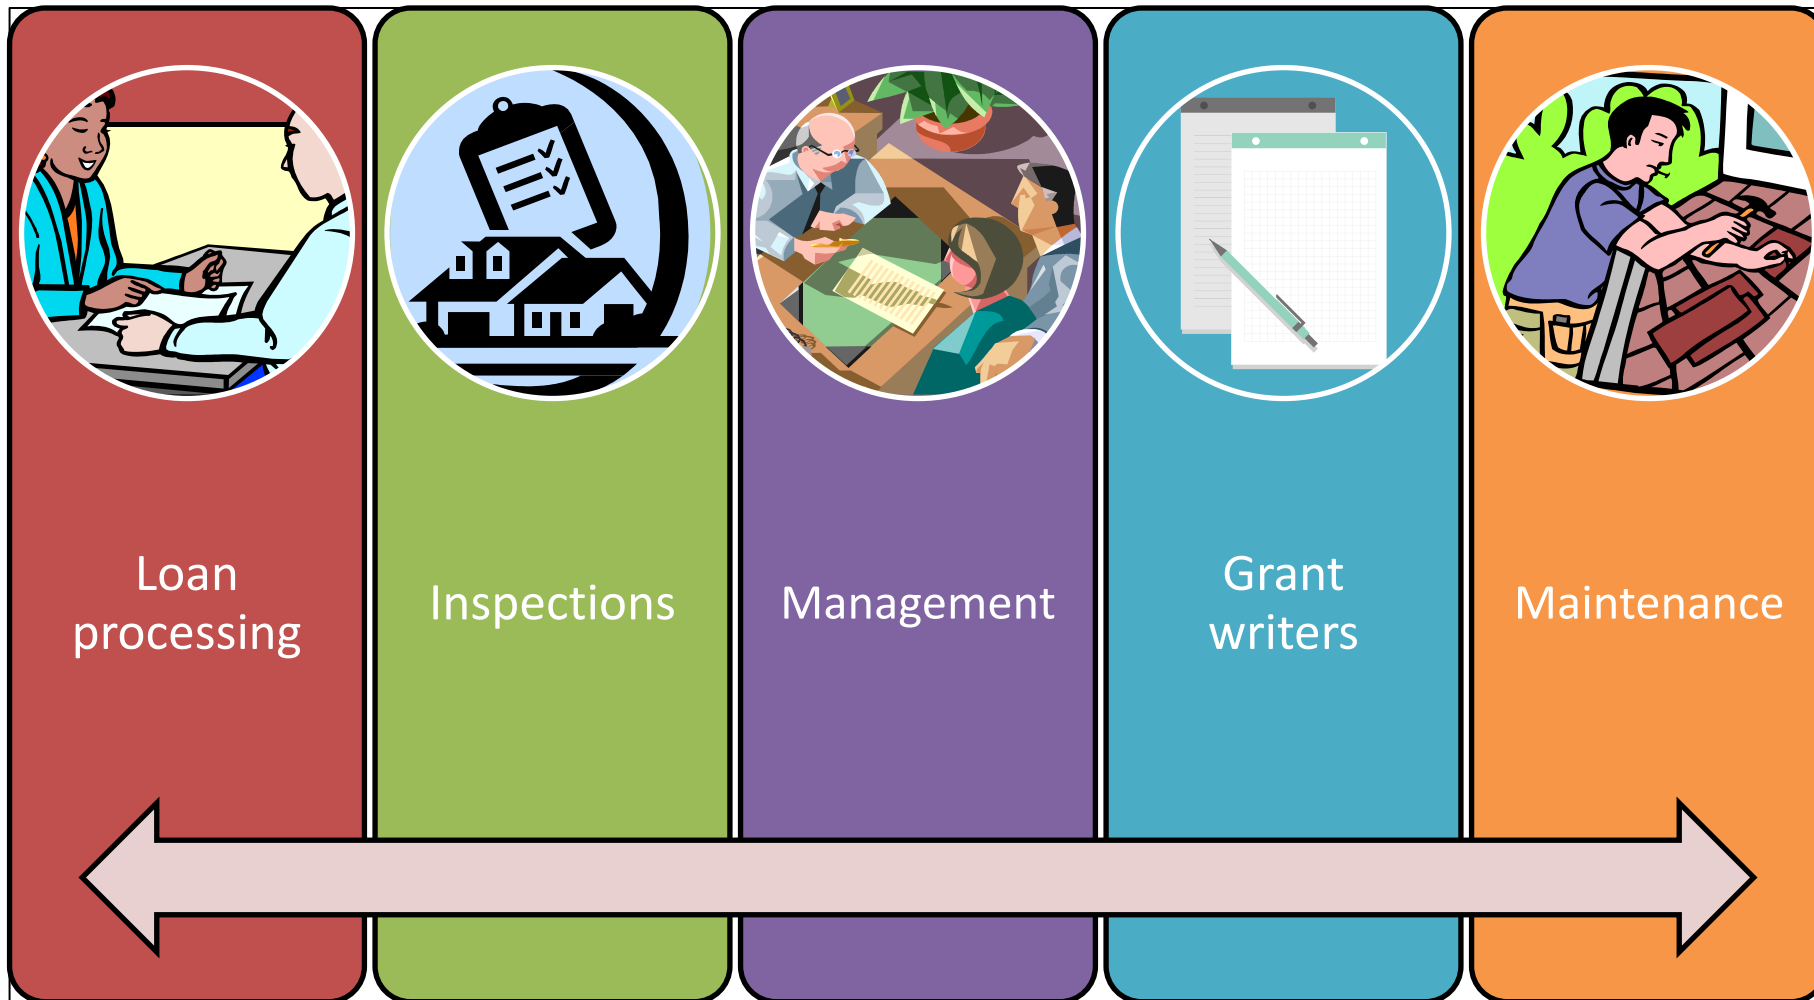 Loan
processing
Inspections
Management
Grant
writers
Maintenance